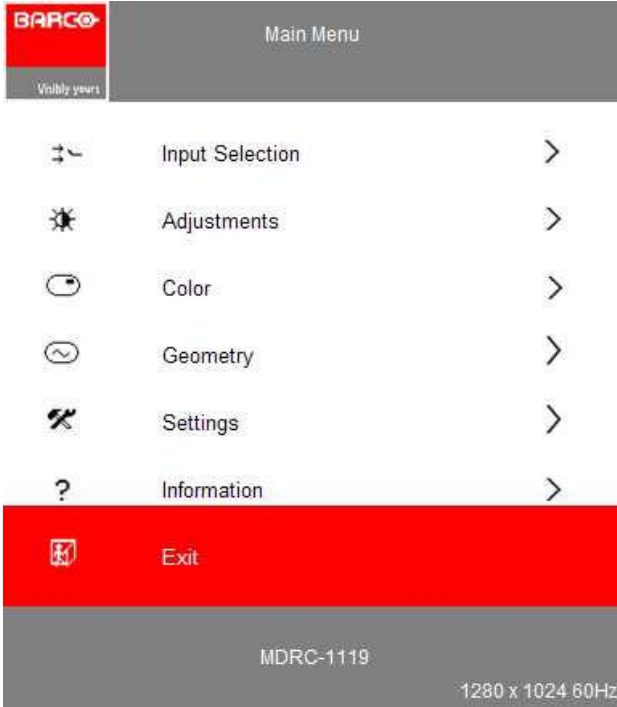 BARCO
Visibly yours
Main Menu
Input Selection
Adjustments
Color
Geometry
Settings
? Information
Exit
MDRC-1119
1280 x 1024 60Hz